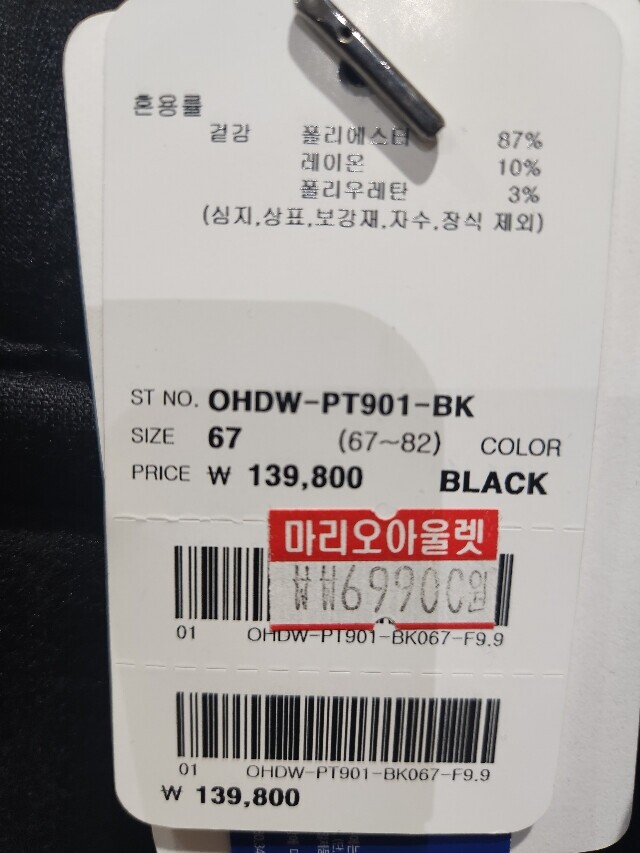 혼용률
겉감 폴리에스터 87%
레이온 10%
폴리우레탄 3%
(심지,상표,보강재,자수,장식 제외)
ST NO. OHDW-PT901-BK
SIZE 67 (67~82) COLOR
PRICE ₩ 139,800 BLACK
마리오아울렛
₩₩69900원
01 OHDW-PT901-BK067-F9.9
01 OHDW-PT901-BK067-F9.9
₩ 139,800